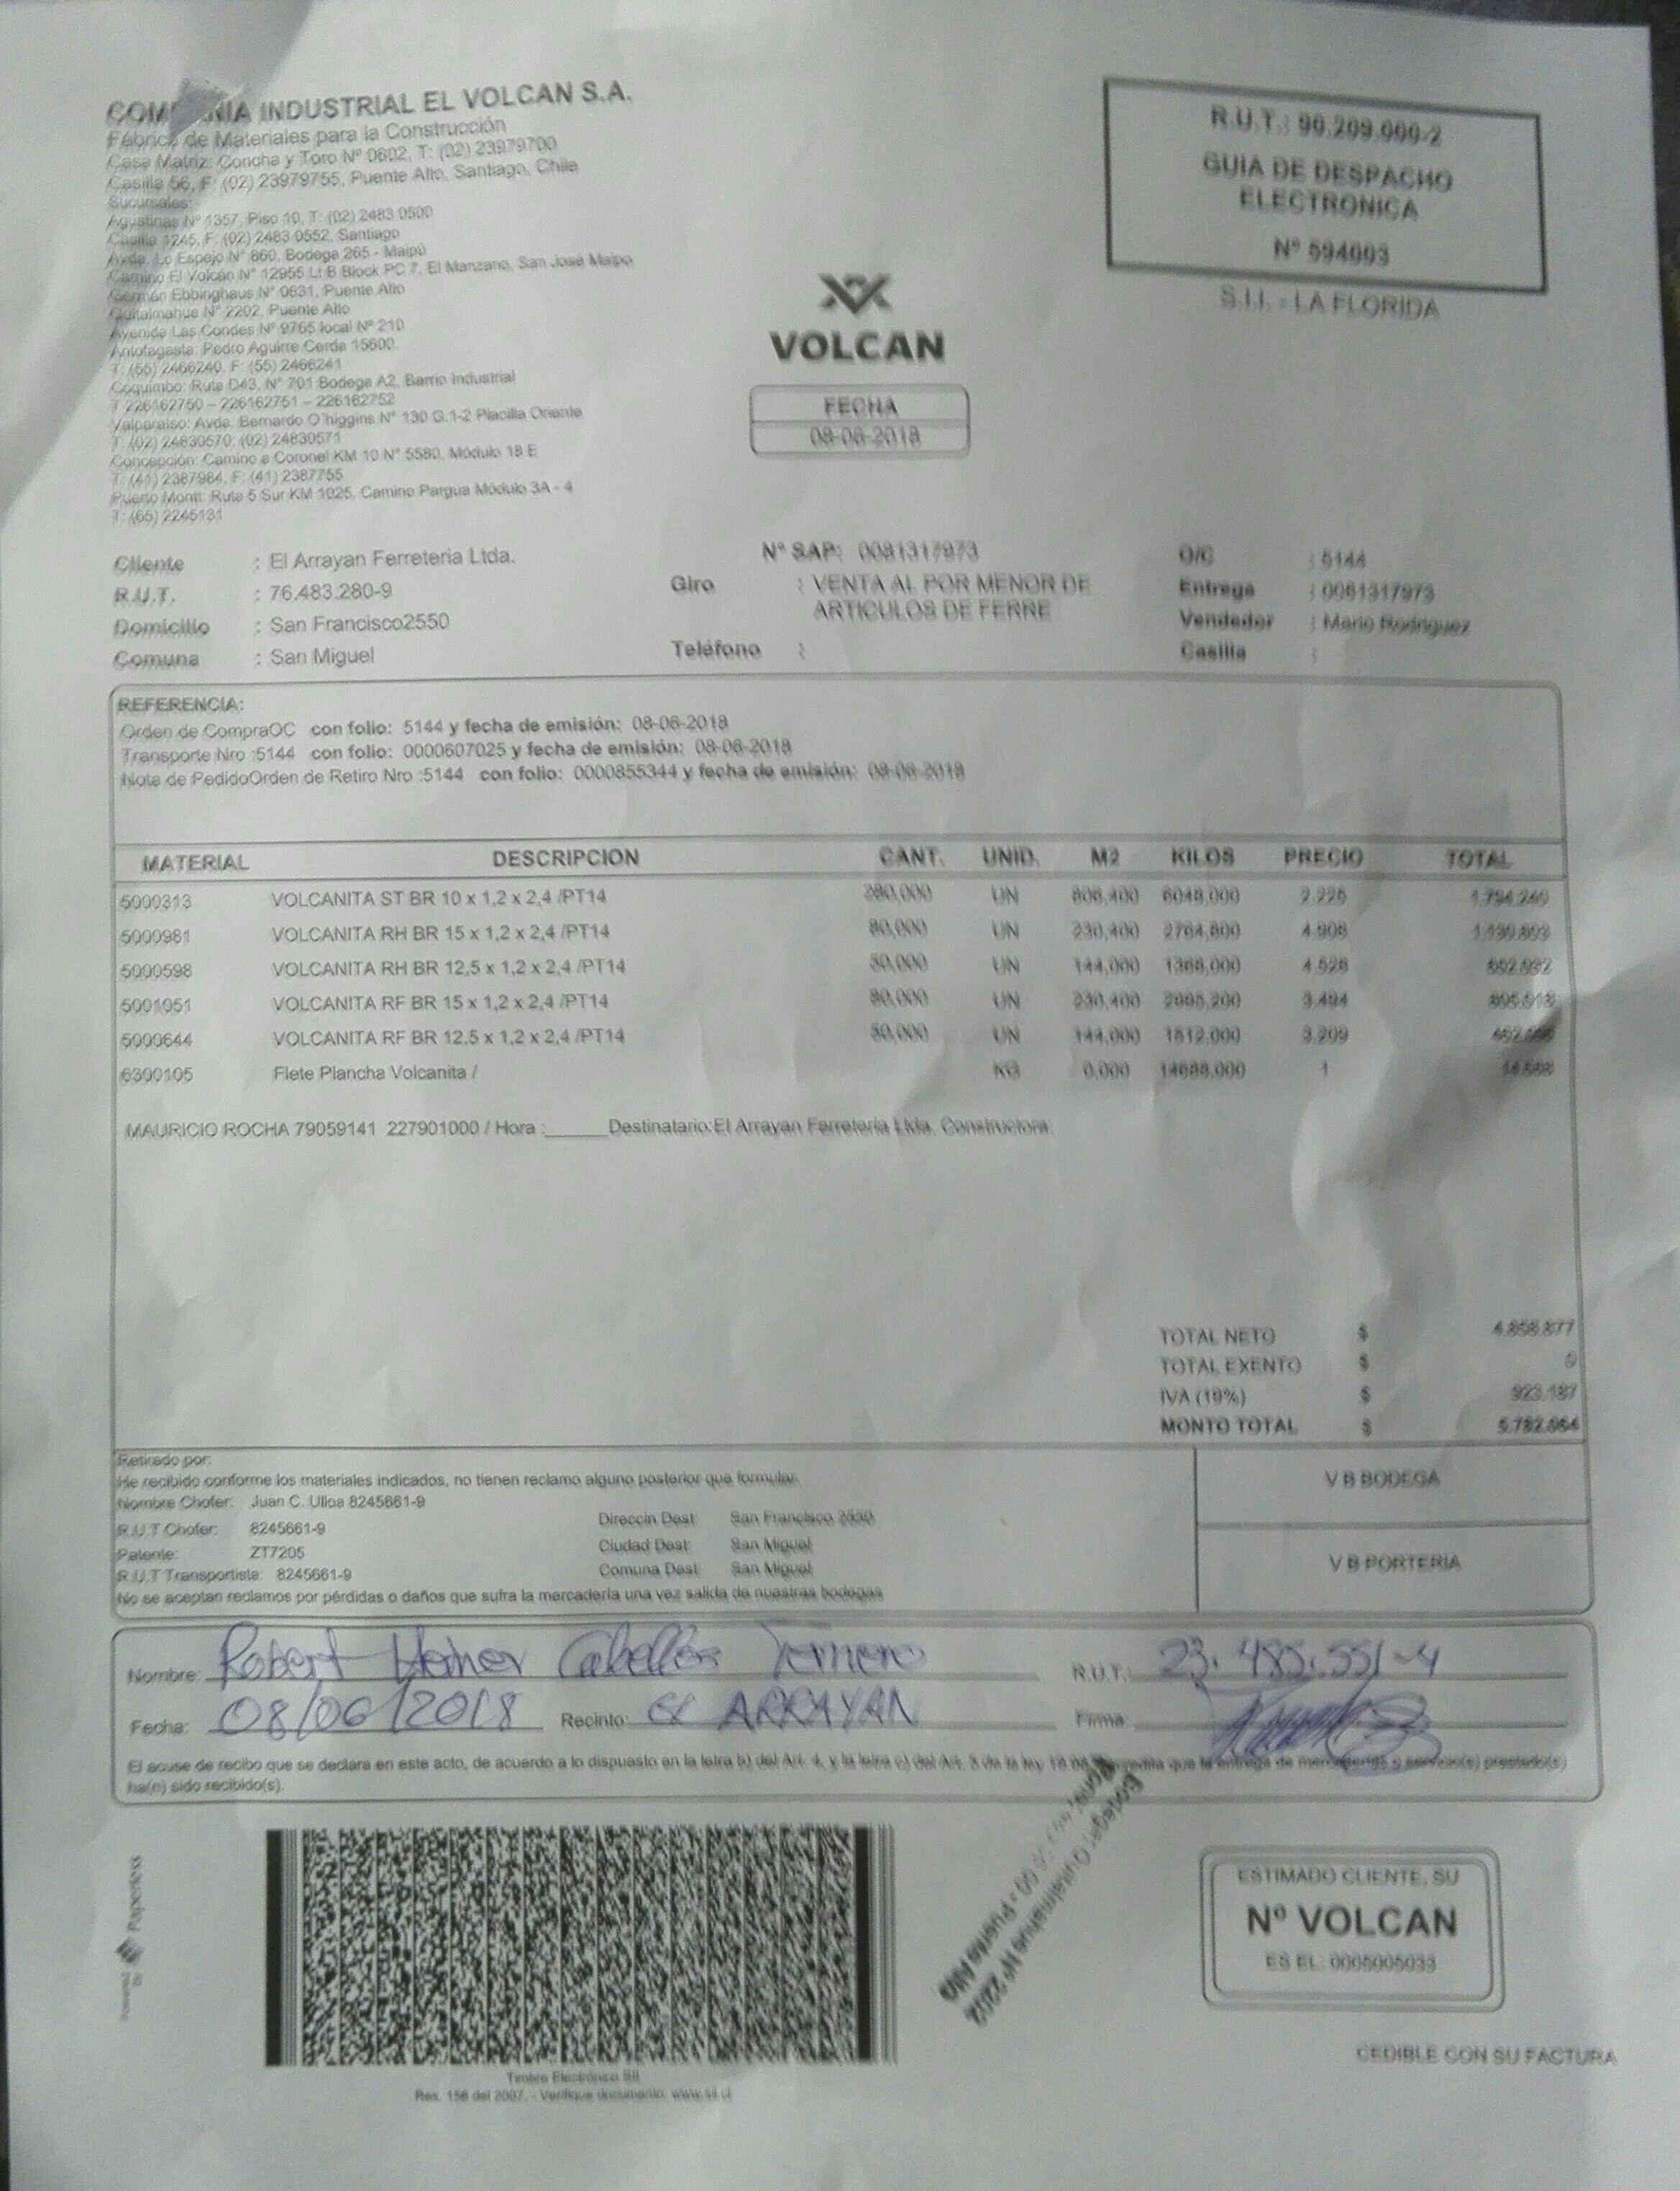 COMPAÑIA INDUSTRIAL EL VOLCAN S.A.
Fábrica de Materiales para la Construcción
Casa Matriz: Concha y Toro Nº 0602, T: (02) 23979700
Casilla 56, F: (02) 23979755, Puente Alto, Santiago, Chile
Sucursales:
Agustinas Nº 1357, Piso 10, T: (02) 2483 0500
Casilla 1245, F: (02) 2483 0552, Santiago
Avda. Lo Espejo Nº 860, Bodega 265 - Maipú
Camino El Volcán Nº 12955 Lt B Block PC 7, El Manzano, San José Maipo
Germán Ebbinghaus Nº 0631, Puente Alto
Quitalmahue Nº 2202, Puente Alto
Avenida Las Condes Nº 9765 local Nº 210
Antofagasta: Pedro Aguirre Cerda 15600.
T: (55) 2466240, F: (55) 2466241
Coquimbo: Ruta D43, Nº 701 Bodega A2, Barrio Industrial
T 226162750 – 226162751 – 226162752
Valparaíso: Avda. Bernardo O'higgins Nº 130 G.1-2 Placilla Oriente
T: (02) 24830570; (02) 24830571
Concepción: Camino a Coronel KM 10 Nº 5580, Módulo 18 E
T: (41) 2387984, F: (41) 2387755
Puerto Montt: Ruta 5 Sur KM 1025, Camino Pargua Módulo 3A - 4
T: (65) 2245131
R.U.T.: 90.209.000-2
GUIA DE DESPACHO
ELECTRONICA
Nº 594003
S.I.I. - LA FLORIDA
VOLCAN
FECHA
08-06-2018
Cliente : El Arrayan Ferreteria Ltda.
R.U.T. : 76.483.280-9
Domicilio : San Francisco2550
Comuna : San Miguel
Nº SAP: 0081317973
Giro : VENTA AL POR MENOR DE
ARTICULOS DE FERRE
Teléfono :
O/C : 5144
Entrega : 0081317973
Vendedor : Mario Rodriguez
Casilla :
REFERENCIA:
Orden de CompraOC con folio: 5144 y fecha de emisión: 08-06-2018
Transporte Nro :5144 con folio: 0000607025 y fecha de emisión: 08-06-2018
Nota de PedidoOrden de Retiro Nro :5144 con folio: 0000855344 y fecha de emisión: 08-06-2018
MATERIAL DESCRIPCION CANT. UNID. M2 KILOS PRECIO TOTAL
5000313 VOLCANITA ST BR 10 x 1,2 x 2,4 /PT14 280,000 UN 806,400 6048,000 2.225 1.794.240
5000981 VOLCANITA RH BR 15 x 1,2 x 2,4 /PT14 80,000 UN 230,400 2764,800 4.908
5000598 VOLCANITA RH BR 12,5 x 1,2 x 2,4 /PT14 50,000 UN 144,000 1368,000 4.528
5001051 VOLCANITA RF BR 15 x 1,2 x 2,4 /PT14 80,000 UN 230,400 2995,200 3.494
5000644 VOLCANITA RF BR 12,5 x 1,2 x 2,4 /PT14 50,000 UN 144,000 1512,000 3.209
6300105 Flete Plancha Volcanita / KG 0,000 14688,000 1 14.688
MAURICIO ROCHA 79059141 227901000 / Hora :______Destinatario:El Arrayan Ferreteria Ltda. Constructora:
TOTAL NETO $ 4.858.877
TOTAL EXENTO $ 0
IVA (19%) $ 923.187
MONTO TOTAL $ 5.782.064
Retirado por:
He recibido conforme los materiales indicados, no tienen reclamo alguno posterior que formular.
Nombre Chofer: Juan C. Ulloa 8245661-9
R.U.T Chofer: 8245661-9
Patente: ZT7205
R.U.T Transportista: 8245661-9
Direccin Dest: San Francisco 2550
Ciudad Dest: San Miguel
Comuna Dest: San Miguel
No se aceptan reclamos por pérdidas o daños que sufra la mercadería una vez salida de nuestras bodegas
V B BODEGA
V B PORTERIA
Nombre: Robert Heiner Cabellos Ternero R.U.T.: 23.485.551-4
Fecha: 08/06/2018 Recinto: El ARRAYAN Firma:
El acuse de recibo que se declara en este acto, de acuerdo a lo dispuesto en la letra b) del Art. 4, y la letra c) del Art. 5 de la ley acredita que la entrega de mercaderías o servicio(s) prestado(s)
ha(n) sido recibido(s).
Paperless
Bodega: Quitalmahue Nº 2202
Puente Alto
ESTIMADO CLIENTE, SU
Nº VOLCAN
ES EL: 0005005033
Timbre Electrónico SII
Res. 156 del 2007. - Verifique documento: www.sii.cl
CEDIBLE CON SU FACTURA